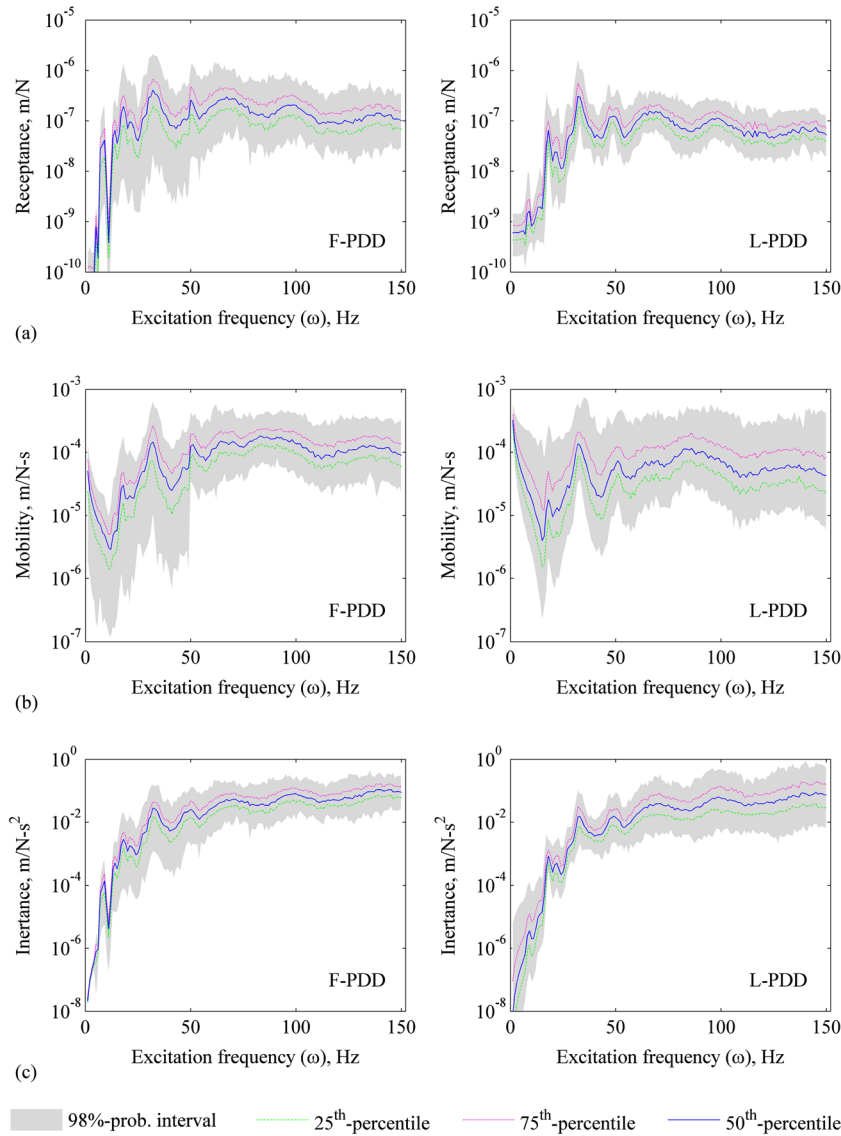 10^-5
10^-6
10^-7
10^-8
10^-9
10^-10
Receptance, m/N
F-PDD
0 50 100 150
Excitation frequency (ω), Hz
10^-5
10^-6
10^-7
10^-8
10^-9
10^-10
Receptance, m/N
L-PDD
0 50 100 150
Excitation frequency (ω), Hz
(a)
10^-3
10^-4
10^-5
10^-6
10^-7
Mobility, m/N-s
F-PDD
0 50 100 150
Excitation frequency (ω), Hz
10^-3
10^-4
10^-5
10^-6
10^-7
Mobility, m/N-s
L-PDD
0 50 100 150
Excitation frequency (ω), Hz
(b)
10^0
10^-2
10^-4
10^-6
10^-8
Inertance, m/N-s^2
F-PDD
0 50 100 150
Excitation frequency (ω), Hz
10^0
10^-2
10^-4
10^-6
10^-8
Inertance, m/N-s^2
L-PDD
0 50 100 150
Excitation frequency (ω), Hz
(c)
98%-prob. interval 25^th-percentile 75^th-percentile 50^th-percentile